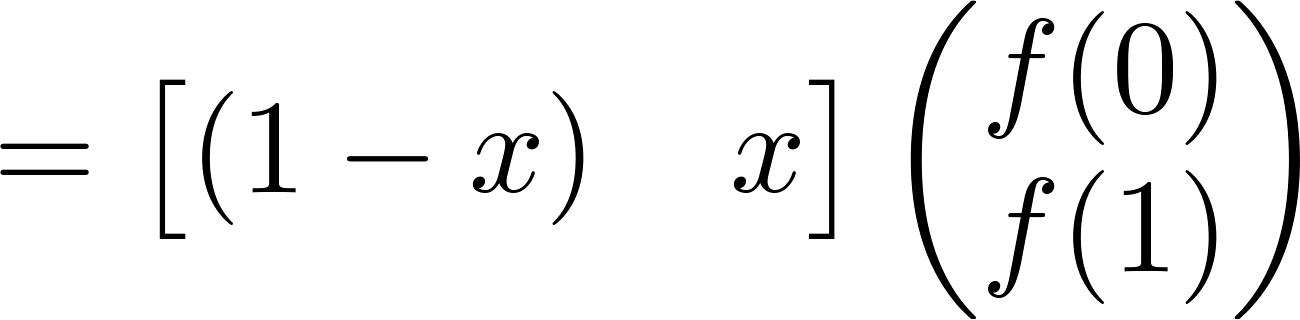 = [(1 − x) x] (f(0)
f(1))